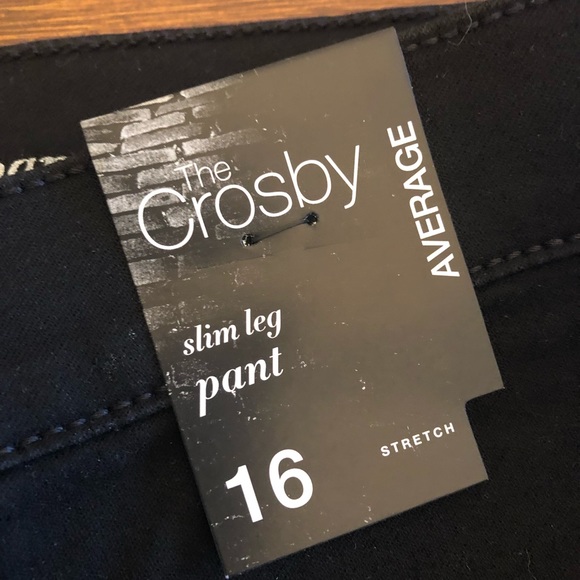 The
Crosby
AVERAGE
slim leg
pant
16
STRETCH